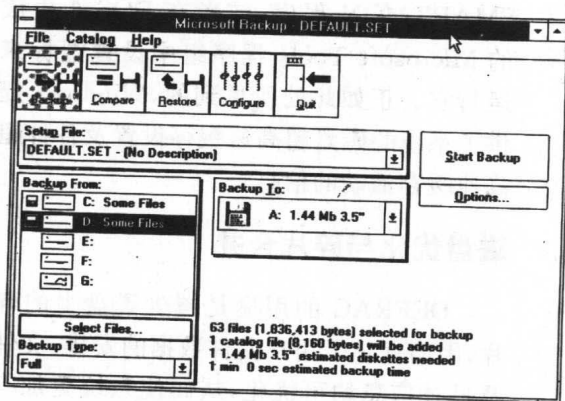 Microsoft Backup - DEFAULT.SET
File Catalog Help
Backup Compare Restore Configure EXIT Quit
Setup File:
DEFAULT.SET - (No Description)
Start Backup
Options...
Backup From:
C: Some Files
D: Some Files
E:
F:
G:
Backup To:
A: 1.44 Mb 3.5"
Select Files...
Backup Type:
Full
63 files (1,836,413 bytes) selected for backup
1 catalog file (8,160 bytes) will be added
1 1.44 Mb 3.5" estimated diskettes needed
1 min 0 sec estimated backup time